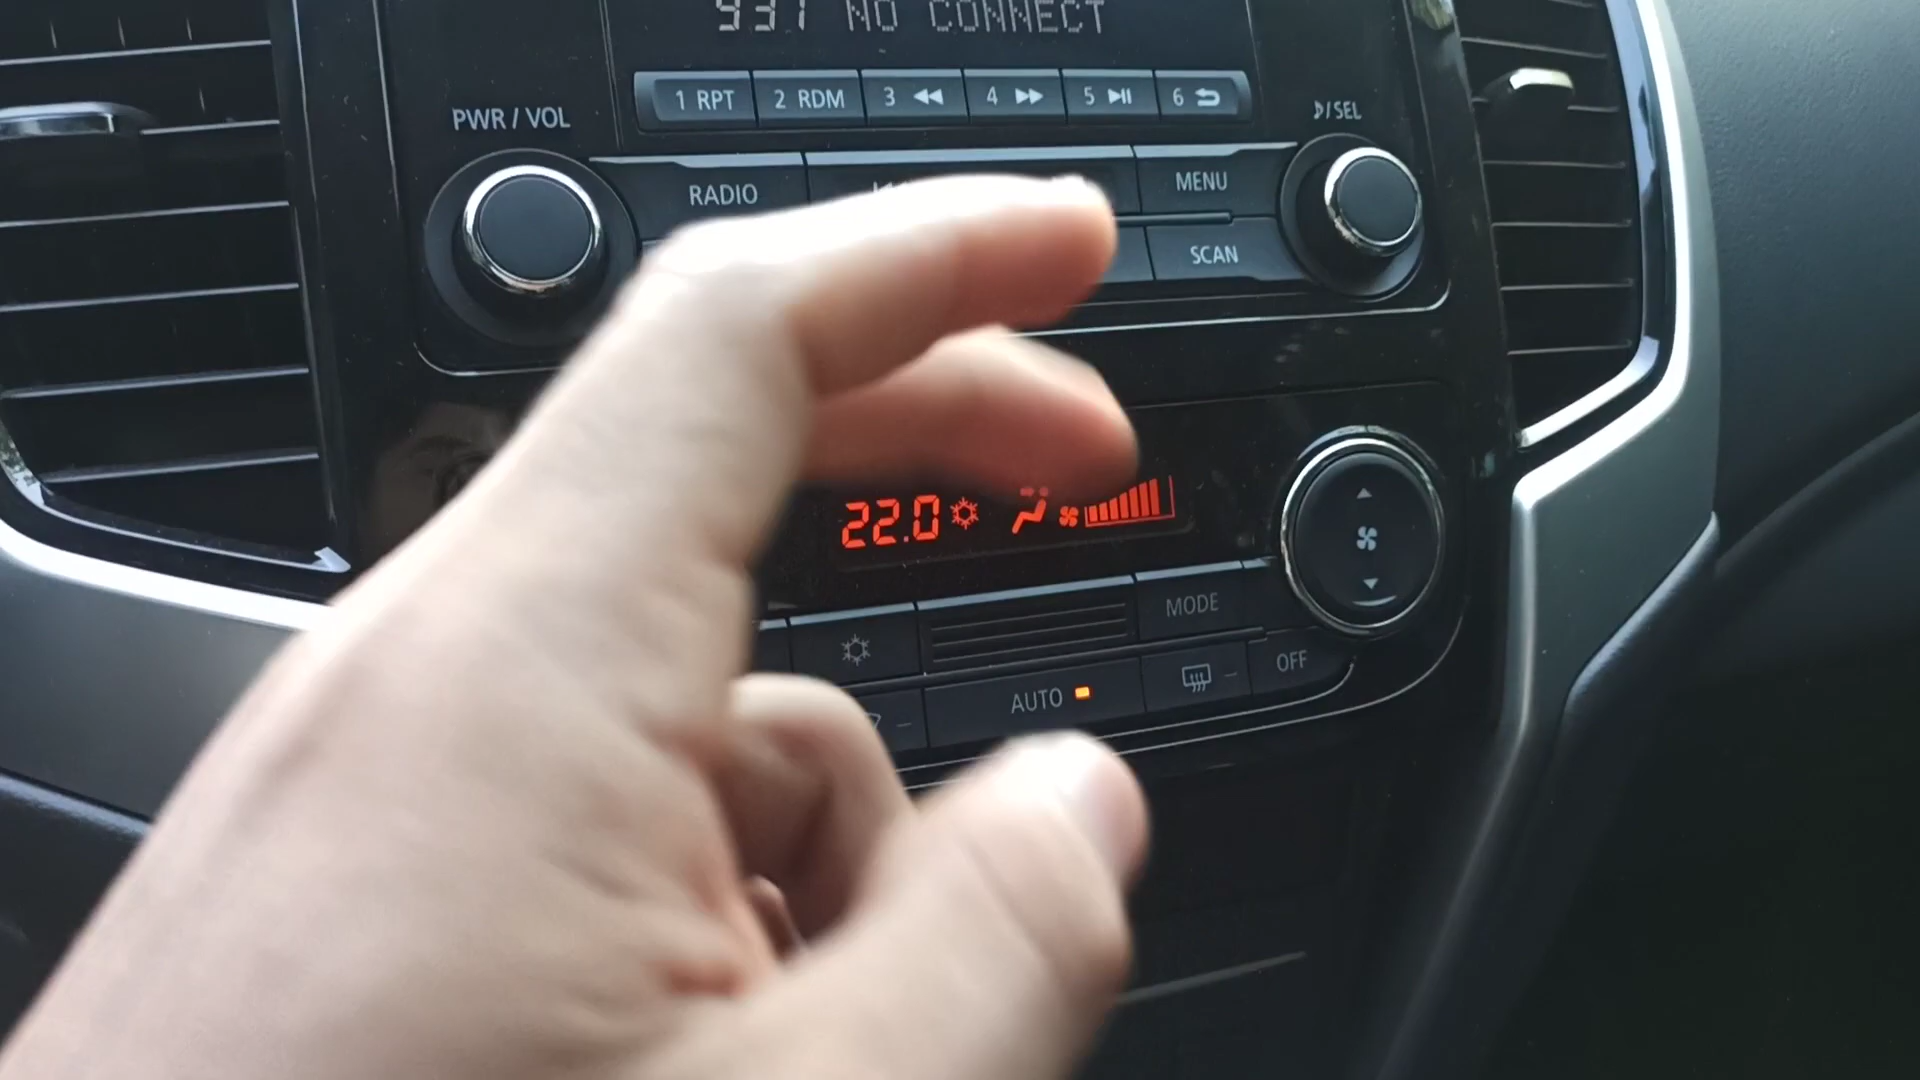 NO CONNECT
1 RPT 2 RDM 3 4 5 6
PWR / VOL
/SEL
RADIO
MENU
SCAN
22.0
MODE
OFF
AUTO